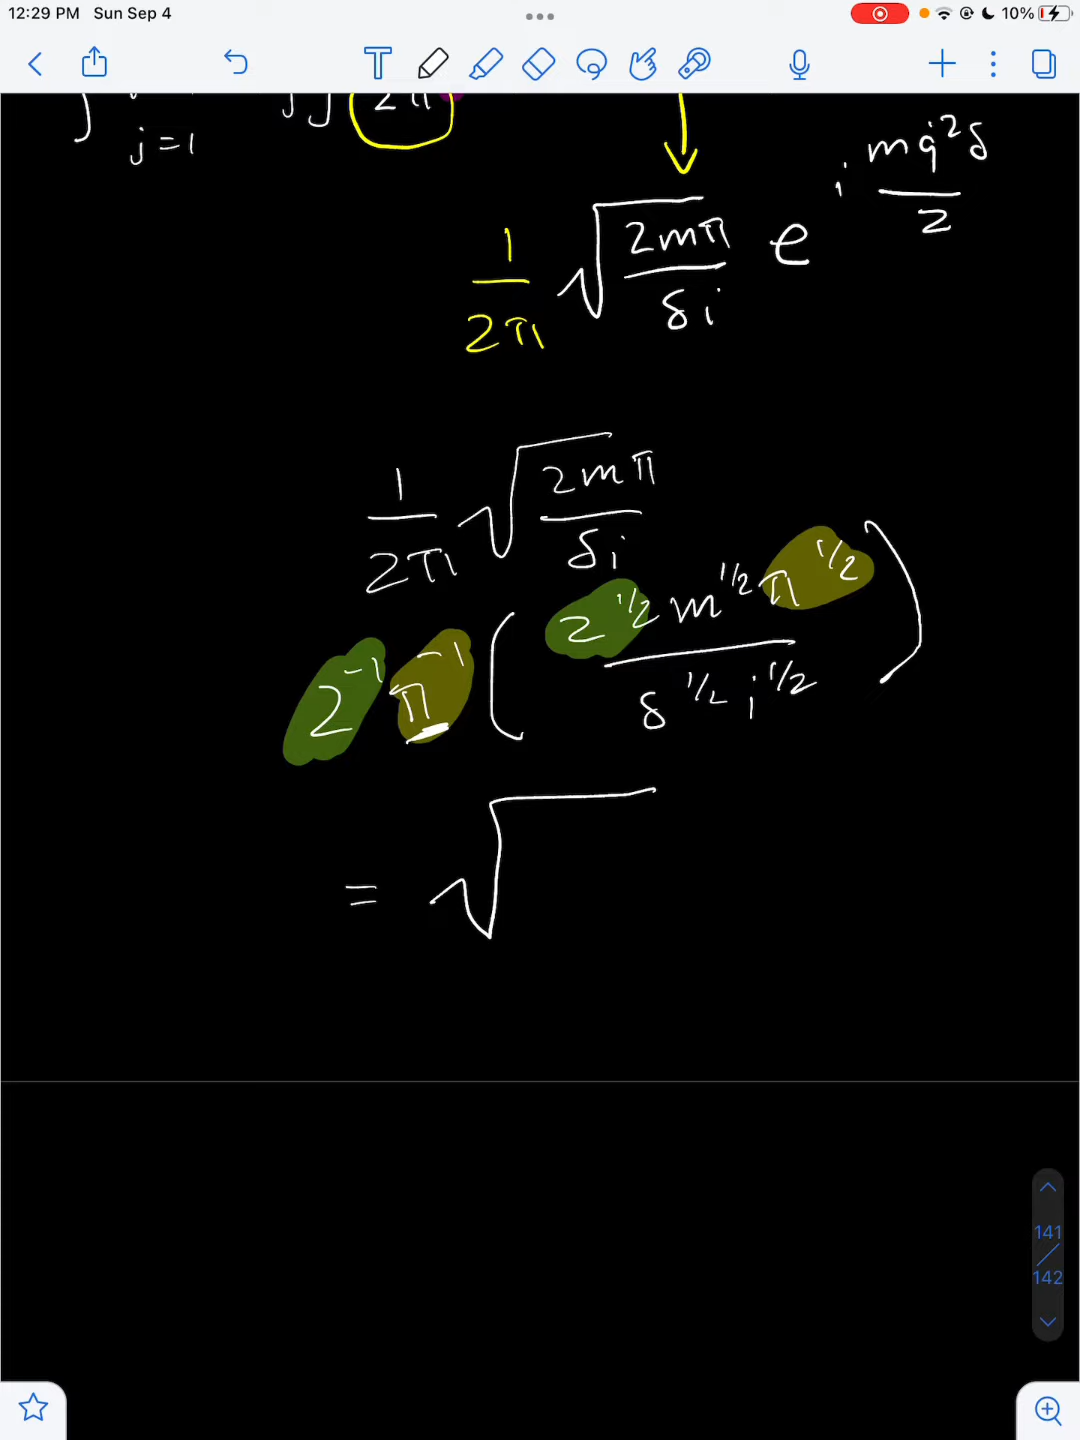 12:29 PM Sun Sep 4 10%
T
j=1 2π
1/2π √(2mπ/δi) e^(i mq̇²δ/2)
1/2π √(2mπ/δi)
2⁻¹ π⁻¹ (2^1/2 m^1/2 π^1/2 / δ^1/2 i^1/2)
= √
141
142